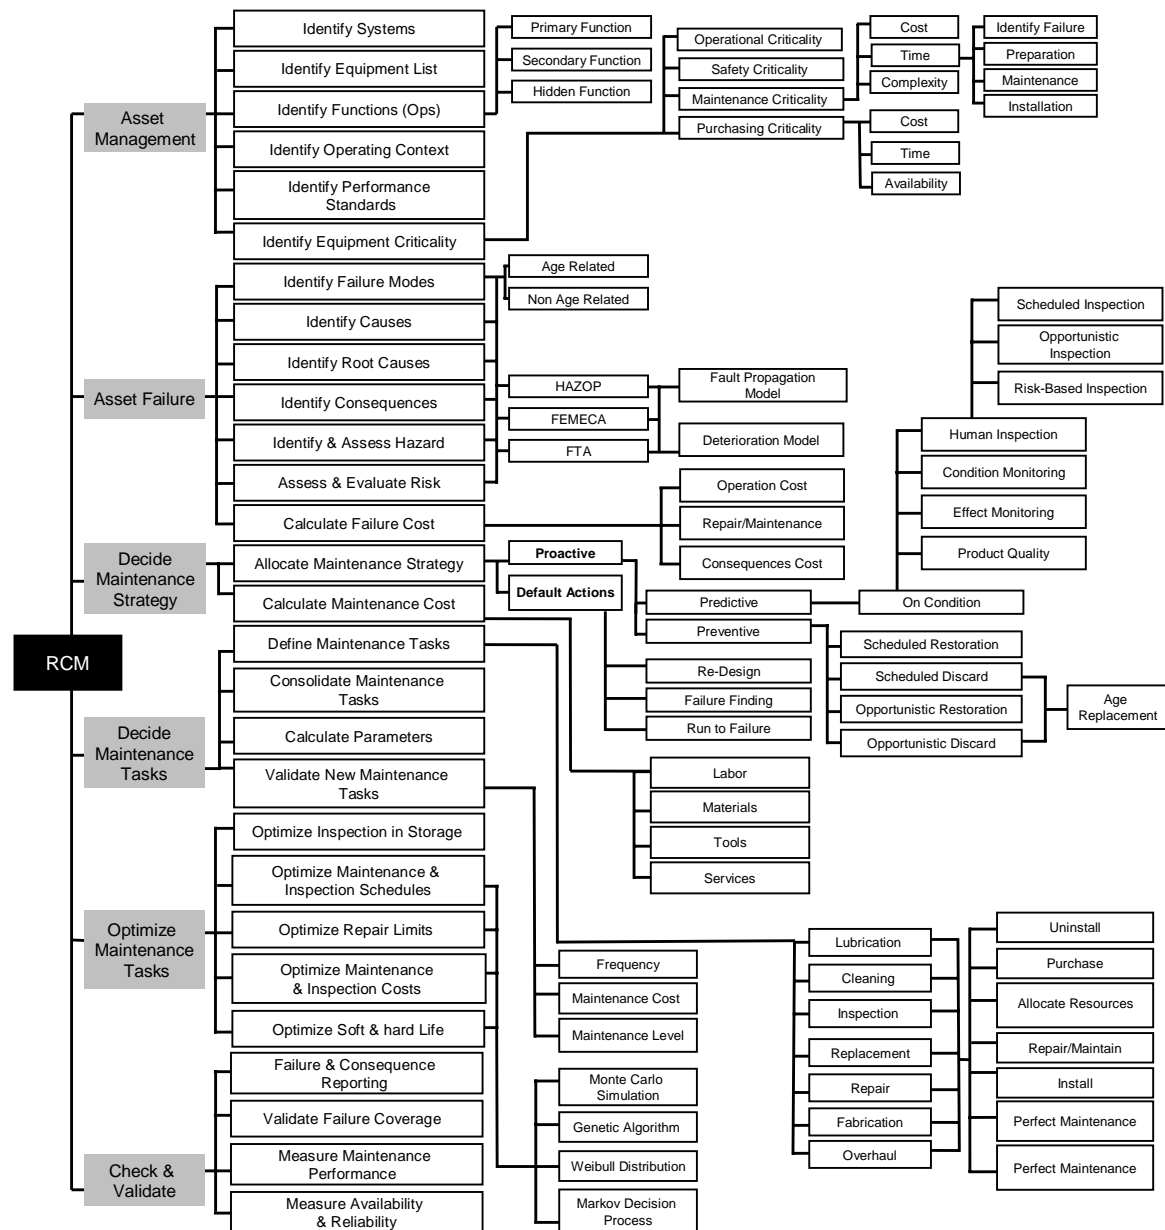 RCM
Asset
Management
Identify Systems
Identify Equipment List
Identify Functions (Ops)
Primary Function
Secondary Function
Hidden Function
Identify Operating Context
Identify Performance
Standards
Identify Equipment Criticality
Operational Criticality
Safety Criticality
Maintenance Criticality
Cost
Time
Identify Failure
Preparation
Maintenance
Installation
Complexity
Purchasing Criticality
Cost
Time
Availability
Asset Failure
Identify Failure Modes
Age Related
Non Age Related
Identify Causes
Identify Root Causes
Identify Consequences
Identify & Assess Hazard
Assess & Evaluate Risk
HAZOP
FEMECA
FTA
Fault Propagation
Model
Deterioration Model
Calculate Failure Cost
Operation Cost
Repair/Maintenance
Consequences Cost
Decide
Maintenance
Strategy
Allocate Maintenance Strategy
Proactive
Predictive
On Condition
Human Inspection
Scheduled Inspection
Opportunistic
Inspection
Risk-Based Inspection
Condition Monitoring
Effect Monitoring
Product Quality
Preventive
Scheduled Restoration
Scheduled Discard
Opportunistic Restoration
Opportunistic Discard
Age
Replacement
Default Actions
Re-Design
Failure Finding
Run to Failure
Calculate Maintenance Cost
Labor
Materials
Tools
Services
Decide
Maintenance
Tasks
Define Maintenance Tasks
Lubrication
Cleaning
Inspection
Replacement
Repair
Fabrication
Overhaul
Uninstall
Purchase
Allocate Resources
Repair/Maintain
Install
Perfect Maintenance
Perfect Maintenance
Consolidate Maintenance
Tasks
Calculate Parameters
Validate New Maintenance
Tasks
Frequency
Maintenance Cost
Maintenance Level
Optimize
Maintenance
Tasks
Optimize Inspection in Storage
Optimize Maintenance &
Inspection Schedules
Optimize Repair Limits
Optimize Maintenance
& Inspection Costs
Optimize Soft & hard Life
Monte Carlo
Simulation
Genetic Algorithm
Weibull Distribution
Markov Decision
Process
Check &
Validate
Failure & Consequence
Reporting
Validate Failure Coverage
Measure Maintenance
Performance
Measure Availability
& Reliability